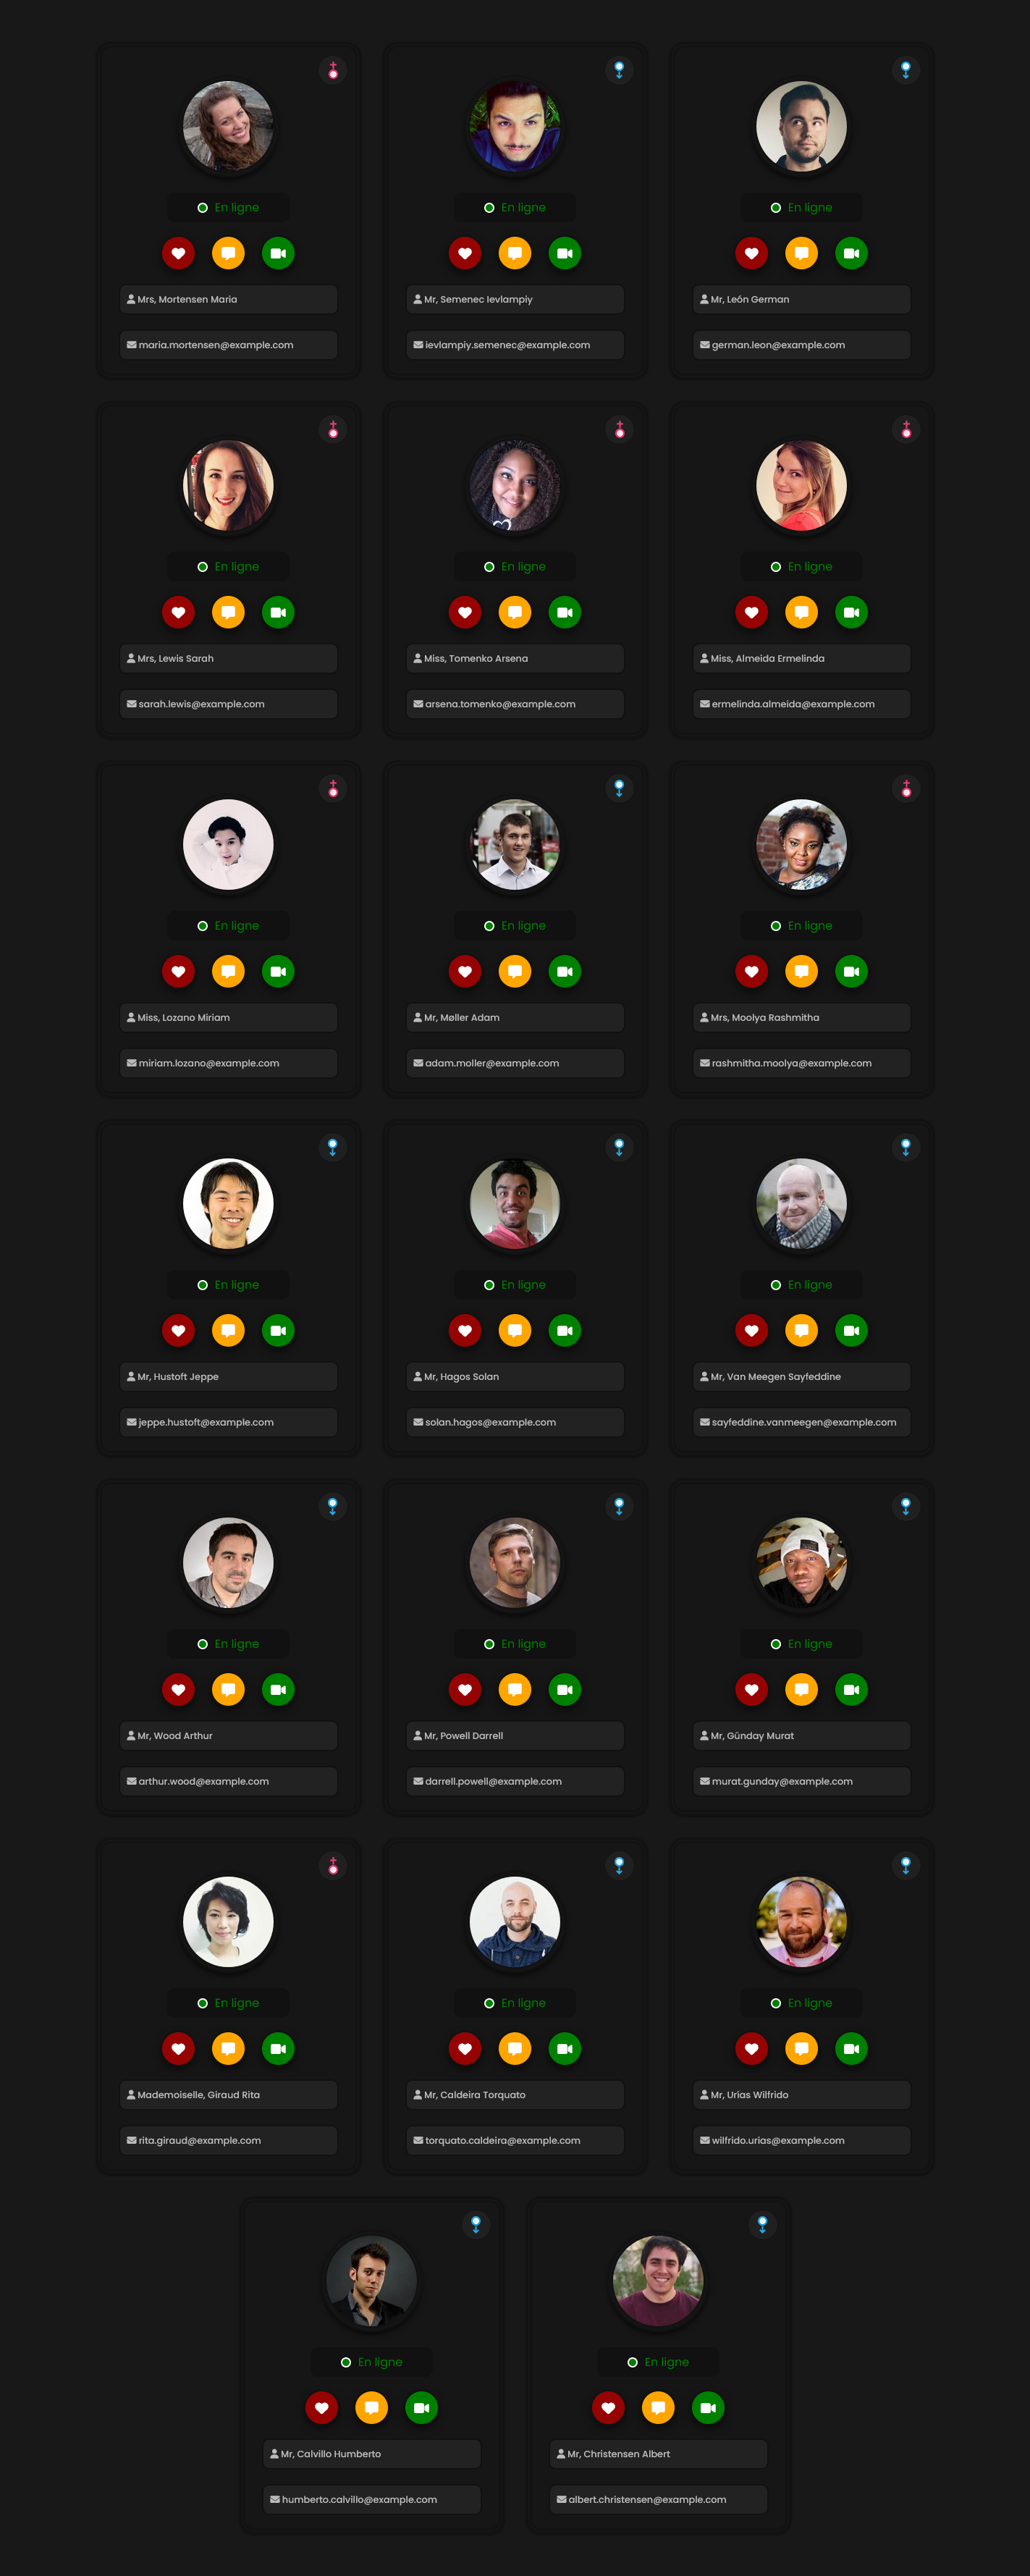 En ligne
Mrs, Mortensen Maria
maria.mortensen@example.com
En ligne
Mr, Semenec Ievlampiy
ievlampiy.semenec@example.com
En ligne
Mr, León German
german.leon@example.com
En ligne
Mrs, Lewis Sarah
sarah.lewis@example.com
En ligne
Miss, Tomenko Arsena
arsena.tomenko@example.com
En ligne
Miss, Almeida Ermelinda
ermelinda.almeida@example.com
En ligne
Miss, Lozano Miriam
miriam.lozano@example.com
En ligne
Mr, Møller Adam
adam.moller@example.com
En ligne
Mrs, Moolya Rashmitha
rashmitha.moolya@example.com
En ligne
Mr, Hustoft Jeppe
jeppe.hustoft@example.com
En ligne
Mr, Hagos Solan
solan.hagos@example.com
En ligne
Mr, Van Meegen Sayfeddine
sayfeddine.vanmeegen@example.com
En ligne
Mr, Wood Arthur
arthur.wood@example.com
En ligne
Mr, Powell Darrell
darrell.powell@example.com
En ligne
Mr, Günday Murat
murat.gunday@example.com
En ligne
Mademoiselle, Giraud Rita
rita.giraud@example.com
En ligne
Mr, Caldeira Torquato
torquato.caldeira@example.com
En ligne
Mr, Urías Wilfrido
wilfrido.urias@example.com
En ligne
Mr, Calvillo Humberto
humberto.calvillo@example.com
En ligne
Mr, Christensen Albert
albert.christensen@example.com